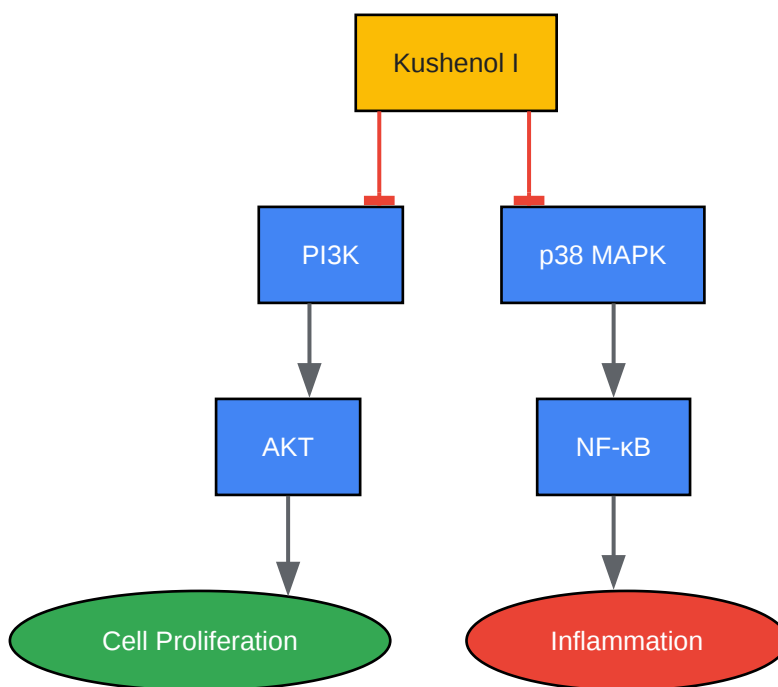 Kushenol I
PI3K
p38 MAPK
AKT
NF-κB
Cell Proliferation
Inflammation